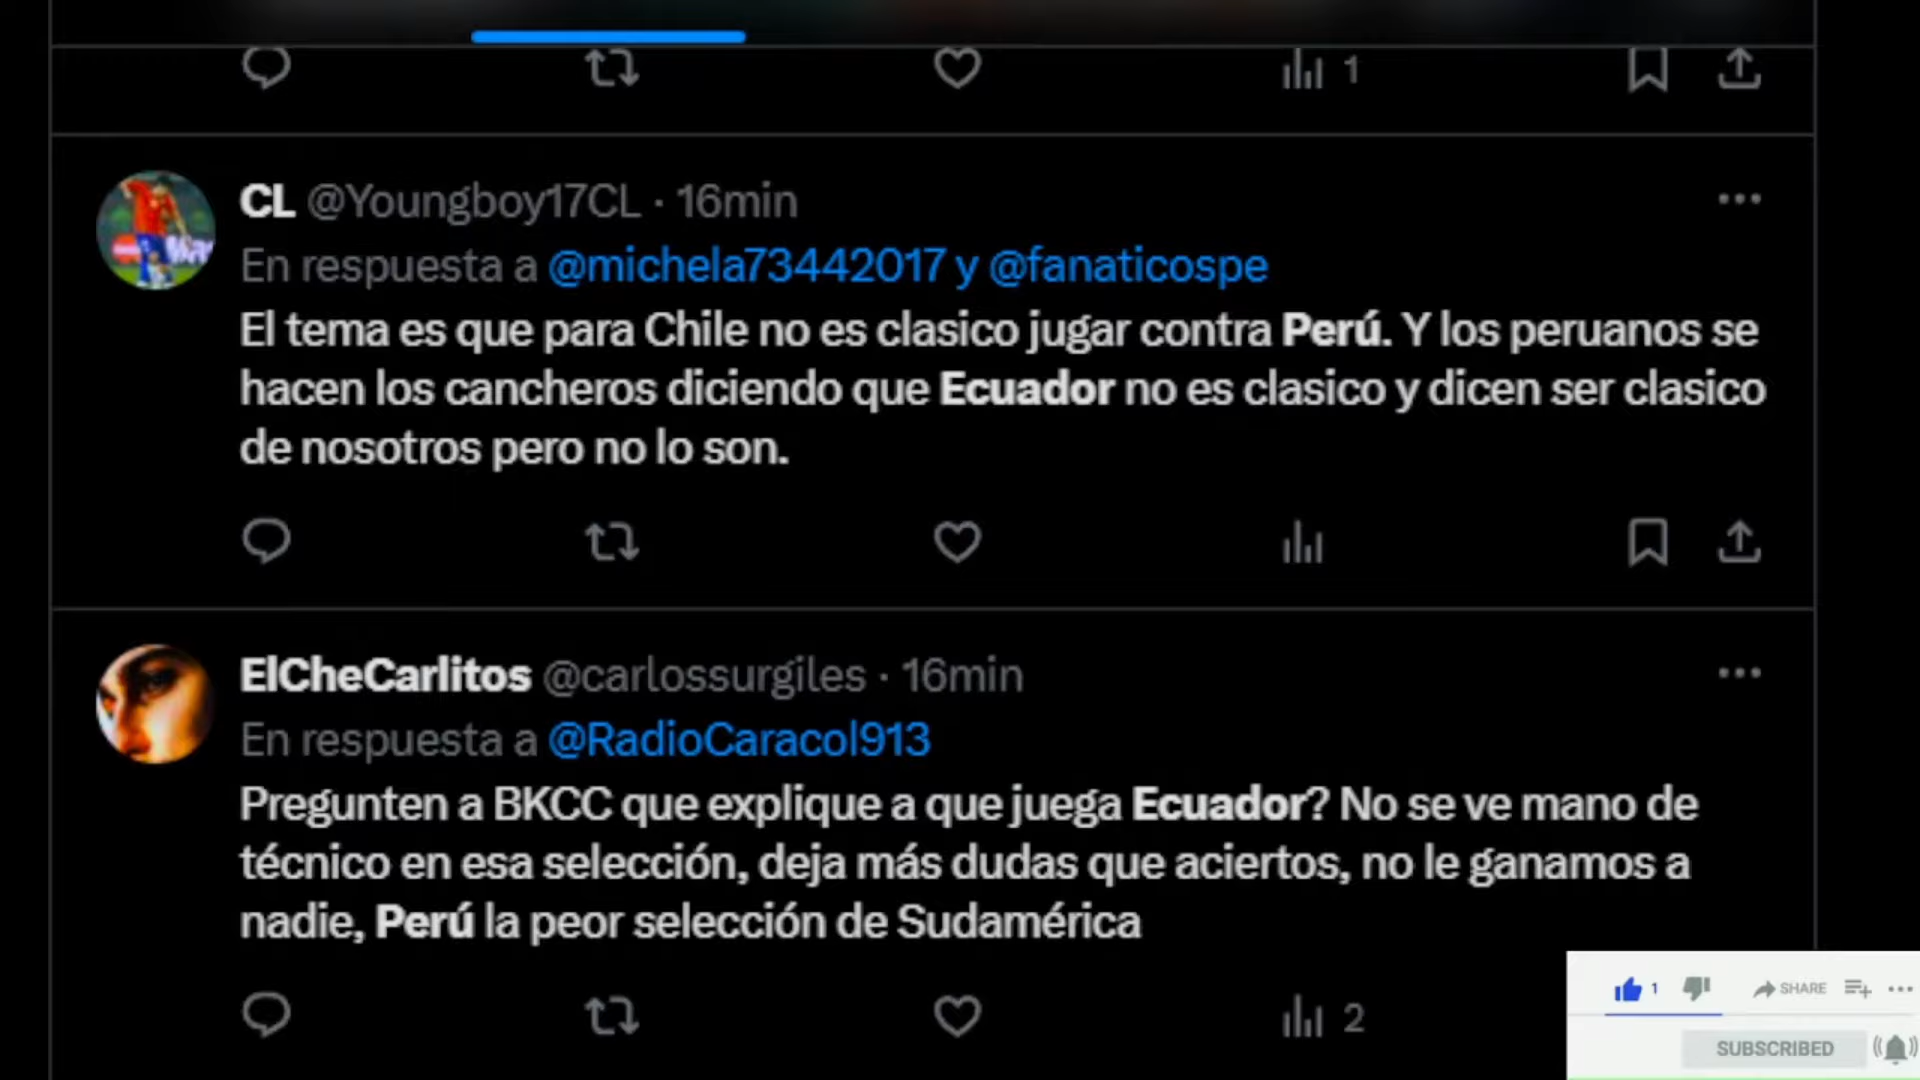 1
CL @Youngboy17CL · 16min
En respuesta a @michela73442017 y @fanaticospe
El tema es que para Chile no es clasico jugar contra Perú. Y los peruanos se
hacen los cancheros diciendo que Ecuador no es clasico y dicen ser clasico
de nosotros pero no lo son.
ElCheCarlitos @carlossurgiles · 16min
En respuesta a @RadioCaracol913
Pregunten a BKCC que explique a que juega Ecuador? No se ve mano de
técnico en esa selección, deja más dudas que aciertos, no le ganamos a
nadie, Perú la peor selección de Sudamérica
2
1 SHARE
SUBSCRIBED